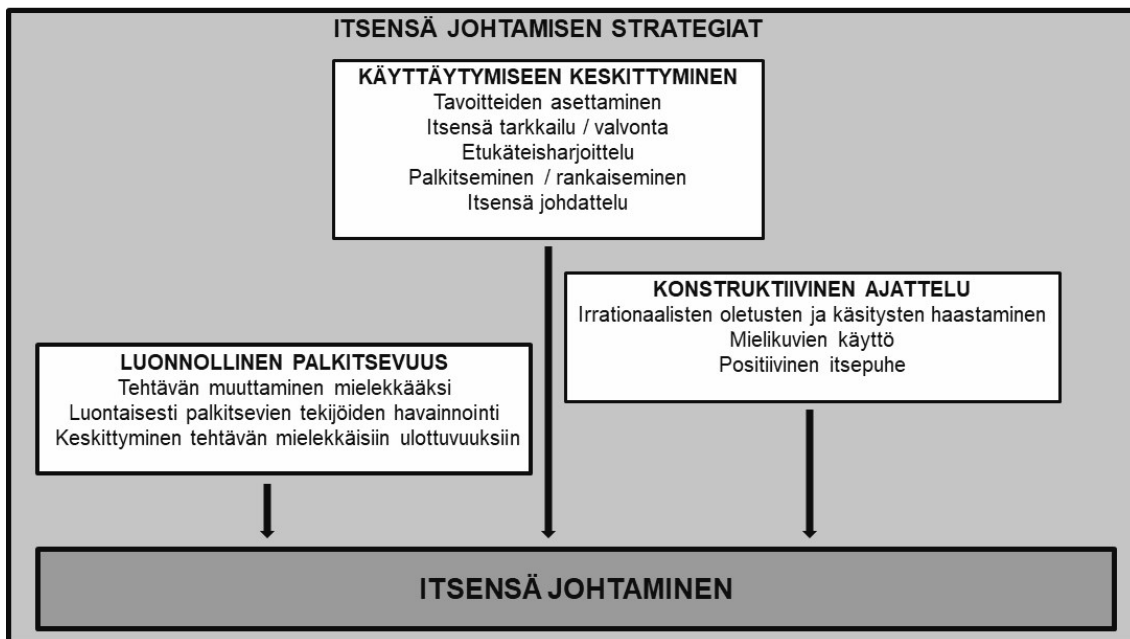 ITSENSÄ JOHTAMISEN STRATEGIAT
KÄYTTÄYTYMISEEN KESKITTYMINEN
Tavoitteiden asettaminen
Itsensä tarkkailu / valvonta
Etukäteisharjoittelu
Palkitseminen / rankaiseminen
Itsensä johdattelu
KONSTRUKTIIVINEN AJATTELU
Irrationaalisten oletusten ja käsitysten haastaminen
Mielikuvien käyttö
Positiivinen itsepuhe
LUONNOLLINEN PALKITSEVUUS
Tehtävän muuttaminen mielekkääksi
Luontaisesti palkitsevien tekijöiden havainnointi
Keskittyminen tehtävän mielekkäisiin ulottuvuuksiin
ITSENSÄ JOHTAMINEN